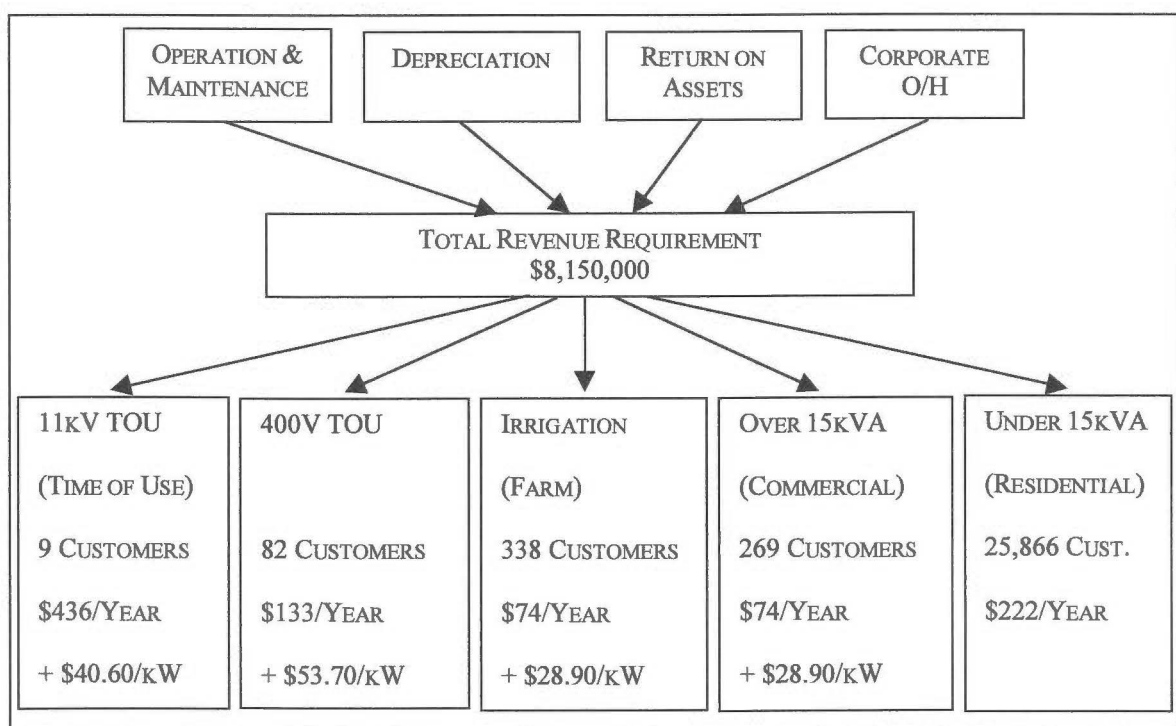 OPERATION &
MAINTENANCE
DEPRECIATION
RETURN ON
ASSETS
CORPORATE
O/H
TOTAL REVENUE REQUIREMENT
$8,150,000
11KV TOU
(TIME OF USE)
9 CUSTOMERS
$436/YEAR
+ $40.60/KW
400V TOU
82 CUSTOMERS
$133/YEAR
+ $53.70/KW
IRRIGATION
(FARM)
338 CUSTOMERS
$74/YEAR
+ $28.90/KW
OVER 15KVA
(COMMERCIAL)
269 CUSTOMERS
$74/YEAR
+ $28.90/KW
UNDER 15KVA
(RESIDENTIAL)
25,866 CUST.
$222/YEAR